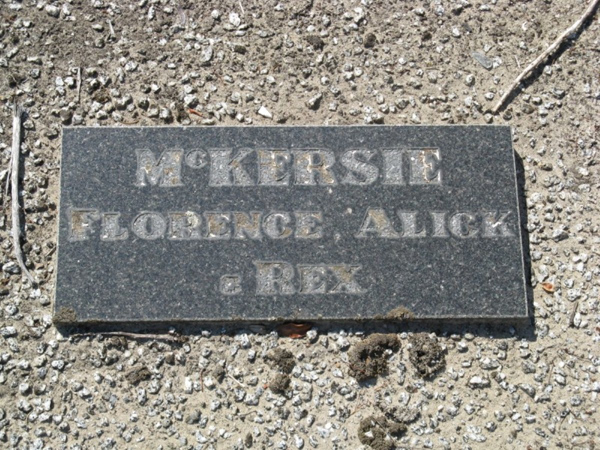 McKERSIE
FLORENCE, ALICK
& REX